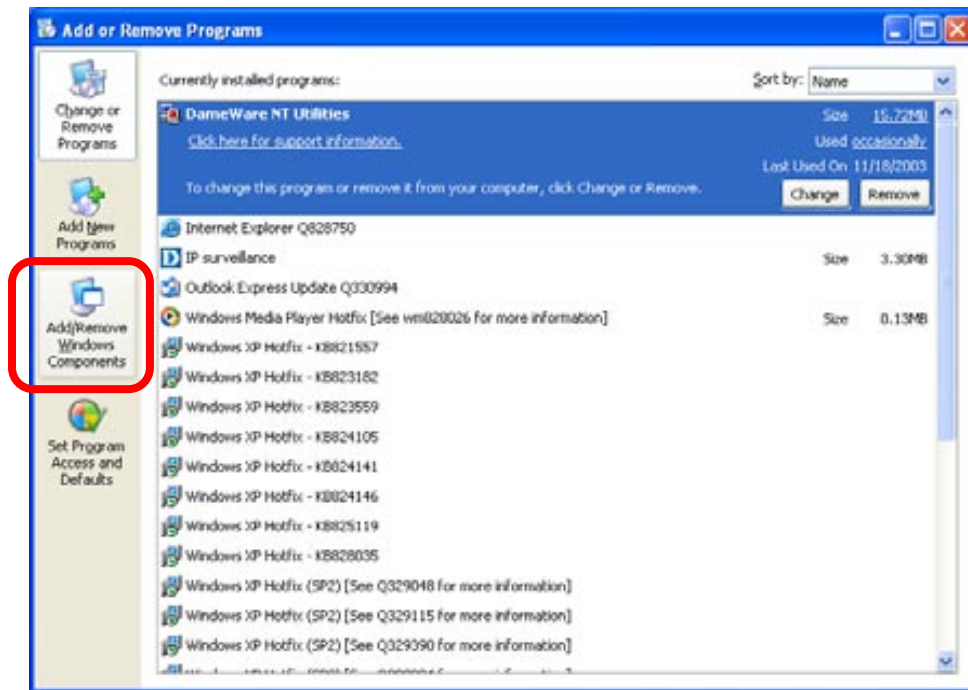 Add or Remove Programs
Change or
Remove
Programs
Add New
Programs
Add/Remove
Windows
Components
Set Program
Access and
Defaults
Currently installed programs:
Sort by: Name
DameWare NT Utilities
Size 15.72MB
Click here for support information.
Used occasionally
Last Used On 11/18/2003
To change this program or remove it from your computer, click Change or Remove.
Change Remove
Internet Explorer Q828750
IP surveillance Size 3.30MB
Outlook Express Update Q330994
Windows Media Player Hotfix [See wm828026 for more information] Size 0.13MB
Windows XP Hotfix - KB821557
Windows XP Hotfix - KB823182
Windows XP Hotfix - KB823559
Windows XP Hotfix - KB824105
Windows XP Hotfix - KB824141
Windows XP Hotfix - KB824146
Windows XP Hotfix - KB825119
Windows XP Hotfix - KB828035
Windows XP Hotfix (SP2) [See Q329048 for more information]
Windows XP Hotfix (SP2) [See Q329115 for more information]
Windows XP Hotfix (SP2) [See Q329390 for more information]